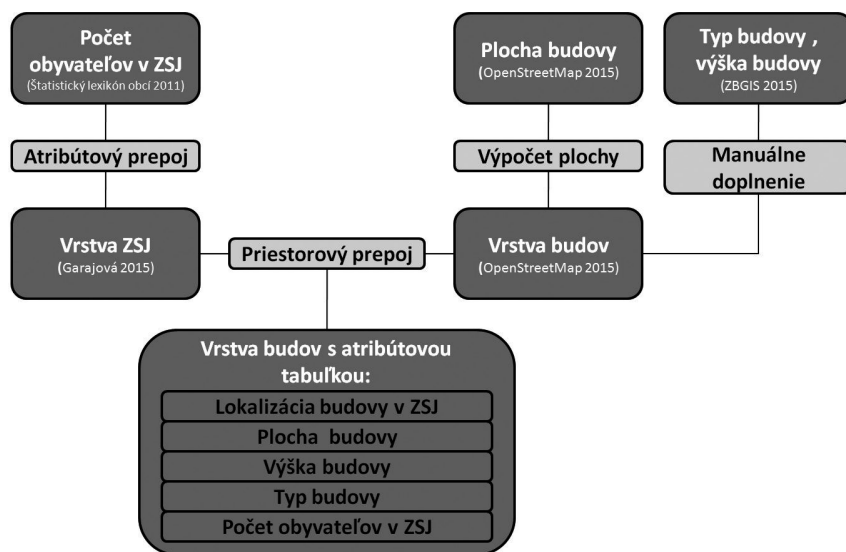 Počet
obyvateľov v ZSJ
(Štatistický lexikón obcí 2011)
Plocha budovy
(OpenStreetMap 2015)
Typ budovy ,
výška budovy
(ZBGIS 2015)
Atribútový prepoj
Výpočet plochy
Manuálne
doplnenie
Vrstva ZSJ
(Garajová 2015)
Priestorový prepoj
Vrstva budov
(OpenStreetMap 2015)
Vrstva budov s atribútovou
tabuľkou:
Lokalizácia budovy v ZSJ
Plocha budovy
Výška budovy
Typ budovy
Počet obyvateľov v ZSJ